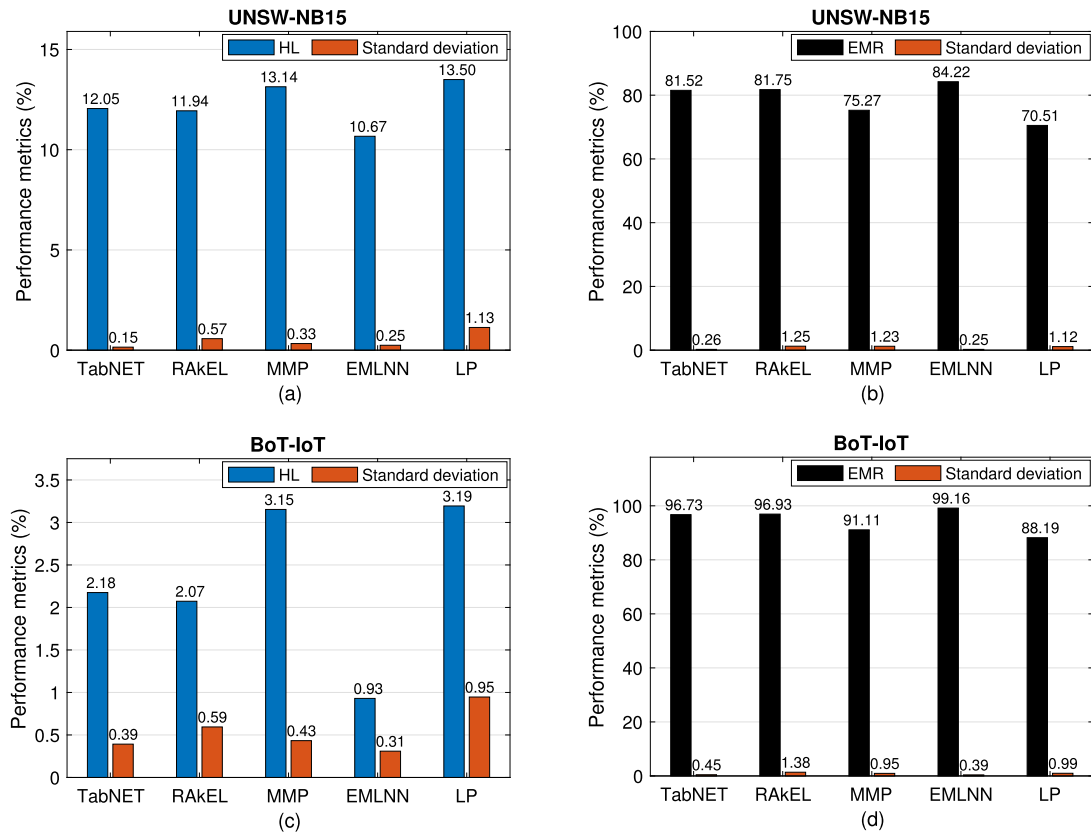 UNSW-NB15
HL Standard deviation
Performance metrics (%)
15
10
5
0
12.05 0.15 11.94 0.57 13.14 0.33 10.67 0.25 13.50 1.13
TabNET RAkEL MMP EMLNN LP
(a)
UNSW-NB15
EMR Standard deviation
Performance metrics (%)
100
80
60
40
20
0
81.52 0.26 81.75 1.25 75.27 1.23 84.22 0.25 70.51 1.12
TabNET RAkEL MMP EMLNN LP
(b)
BoT-IoT
HL Standard deviation
Performance metrics (%)
3.5
3
2.5
2
1.5
1
0.5
0
2.18 0.39 2.07 0.59 3.15 0.43 0.93 0.31 3.19 0.95
TabNET RAkEL MMP EMLNN LP
(c)
BoT-IoT
EMR Standard deviation
Performance metrics (%)
100
80
60
40
20
0
96.73 0.45 96.93 1.38 91.11 0.95 99.16 0.39 88.19 0.99
TabNET RAkEL MMP EMLNN LP
(d)